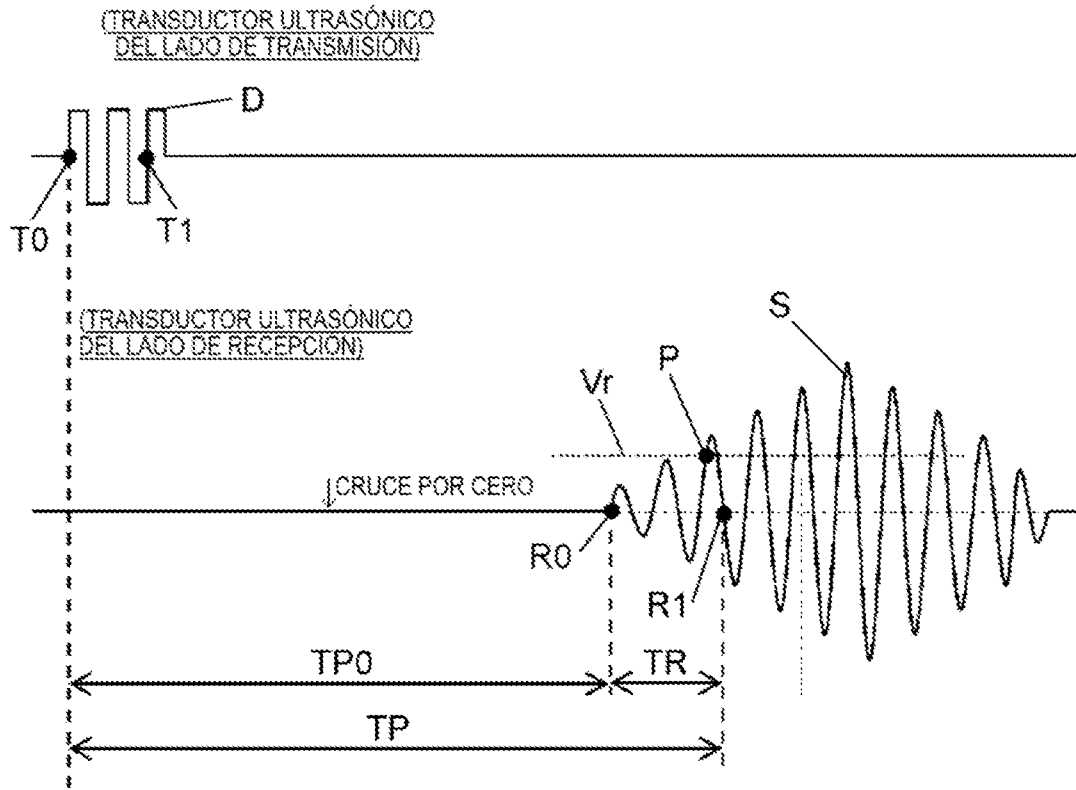 (TRANSDUCTOR ULTRASÓNICO
DEL LADO DE TRANSMISIÓN)
D
T0
T1
(TRANSDUCTOR ULTRASÓNICO
DEL LADO DE RECEPCIÓN)
S
P
Vr
↓CRUCE POR CERO
R0
R1
TP0
TR
TP